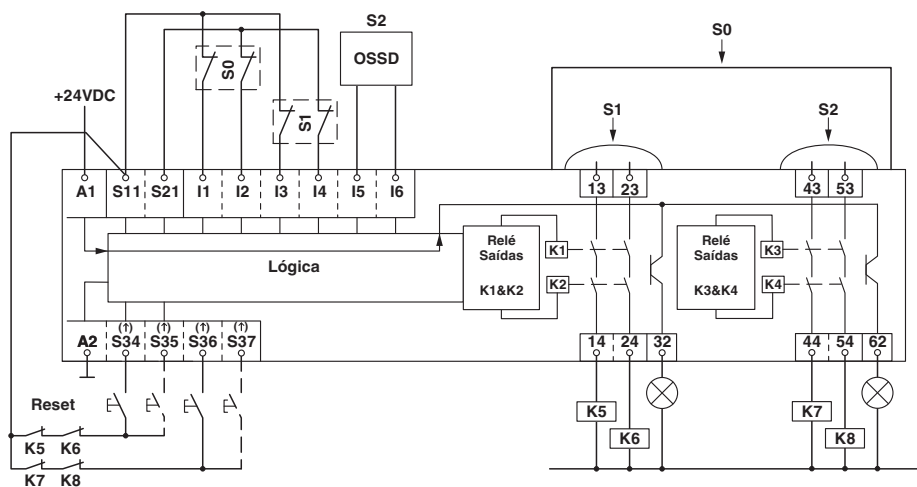 S2
OSSD
S0
S0
S1
+24VDC
S1
S2
A1 S11 S21 I1 I2 I3 I4 I5 I6
13 23
43 53
Lógica
Relé
Saídas
K1&K2
K1
K2
Relé
Saídas
K3&K4
K3
K4
(↑) (↑) (↑) (↑)
A2 S34 S35 S36 S37
14 24 32
44 54 62
Reset
K5 K6
K7 K8
K5
K6
K7
K8